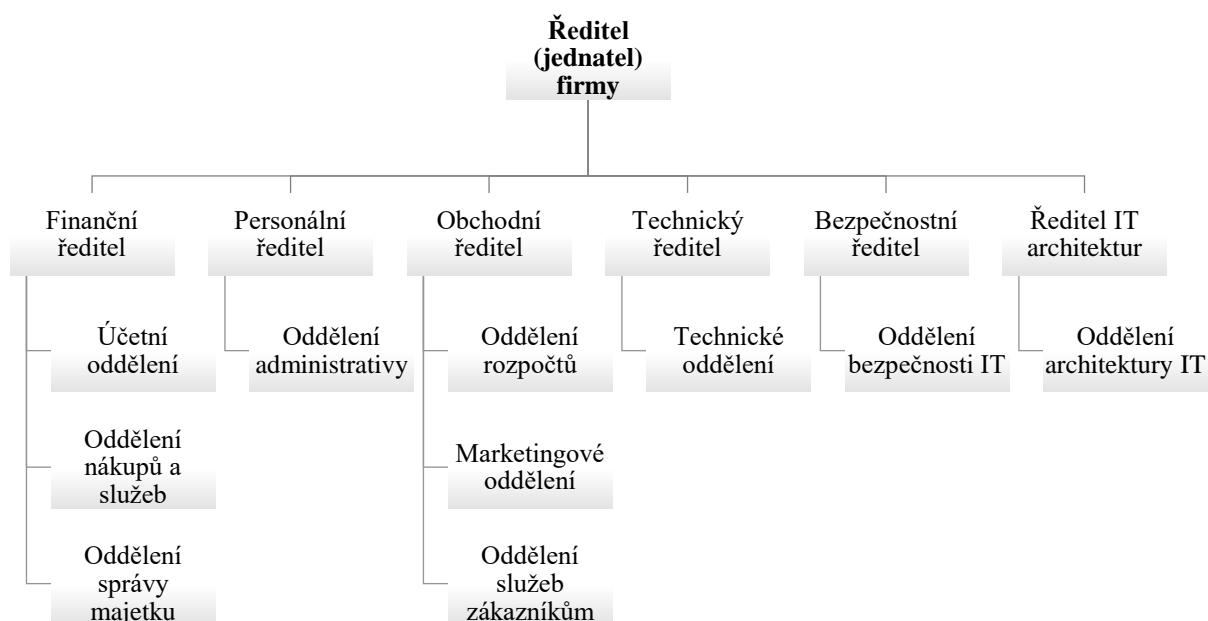 Ředitel
(jednatel)
firmy
Finanční
ředitel
Personální
ředitel
Obchodní
ředitel
Technický
ředitel
Bezpečnostní
ředitel
Ředitel IT
architektur
Účetní
oddělení
Oddělení
administrativy
Oddělení
rozpočtů
Technické
oddělení
Oddělení
bezpečnosti IT
Oddělení
architektury IT
Oddělení
nákupů a
služeb
Marketingové
oddělení
Oddělení
správy
majetku
Oddělení
služeb
zákazníkům